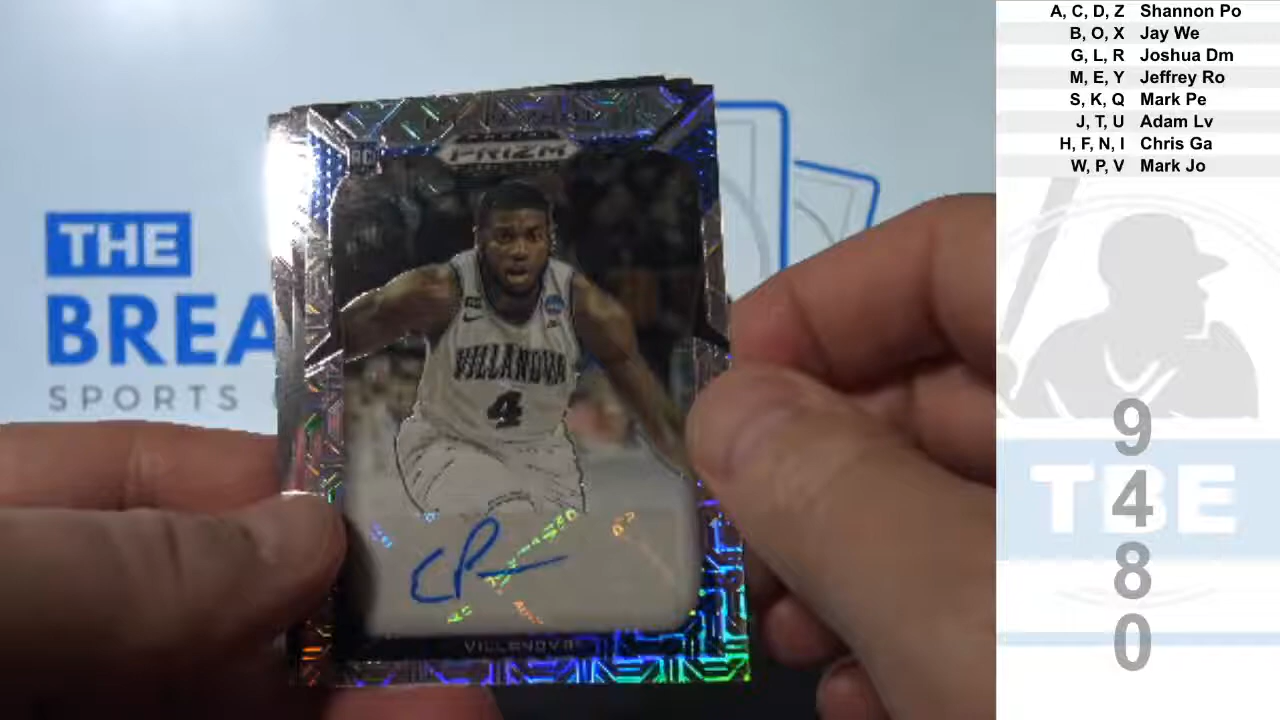 A, C, D, Z Shannon Po
B, O, X Jay We
G, L, R Joshua Dm
M, E, Y Jeffrey Ro
S, K, Q Mark Pe
J, T, U Adam Lv
H, F, N, I Chris Ga
W, P, V Mark Jo
THE
BREA
SPORTS
RC
PRIZM
VILLANOVA
4
VILLANOVA
TBE
9
4
8
0